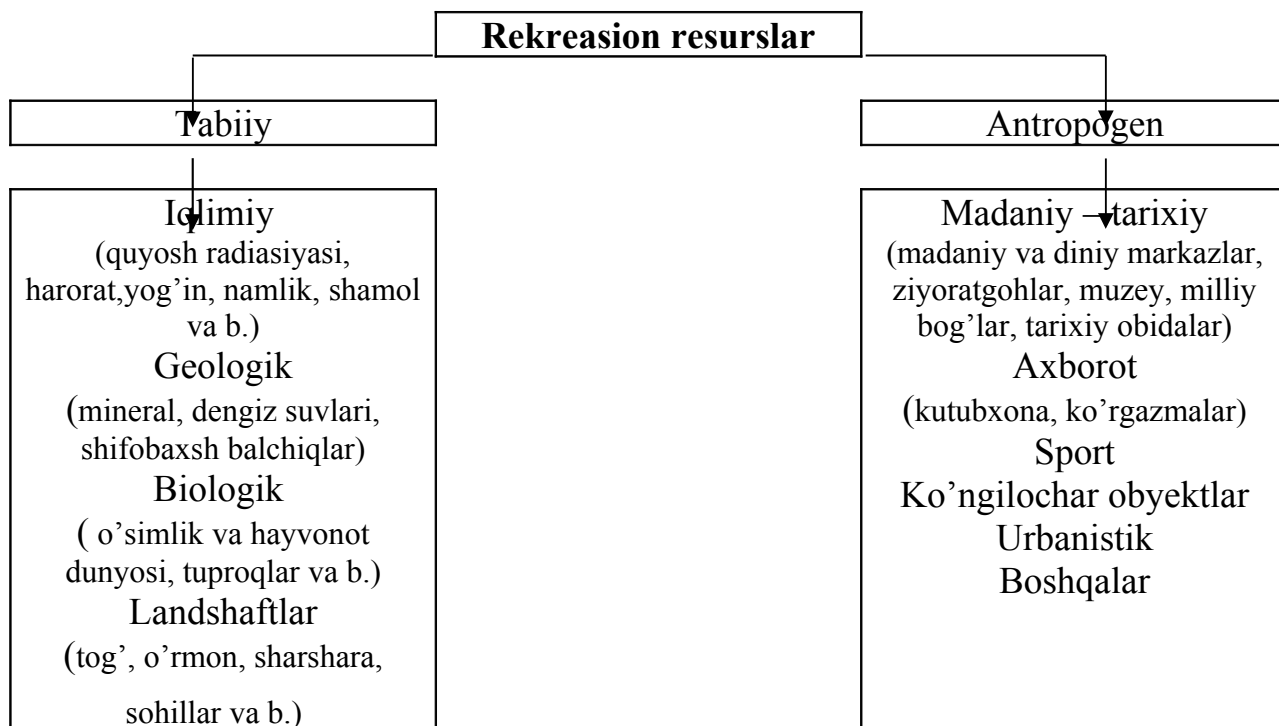 Rekreasion resurslar
Tabiiy
Antropogen
Iqlimiy
(quyosh radiasiyasi,
harorat,yog’in, namlik, shamol
va b.)
Geologik
(mineral, dengiz suvlari,
shifobaxsh balchiqlar)
Biologik
( o’simlik va hayvonot
dunyosi, tuproqlar va b.)
Landshaftlar
(tog’, o’rmon, sharshara,
sohillar va b.)
Madaniy – tarixiy
(madaniy va diniy markazlar,
ziyoratgohlar, muzey, milliy
bog’lar, tarixiy obidalar)
Axborot
(kutubxona, ko’rgazmalar)
Sport
Ko’ngilochar obyektlar
Urbanistik
Boshqalar